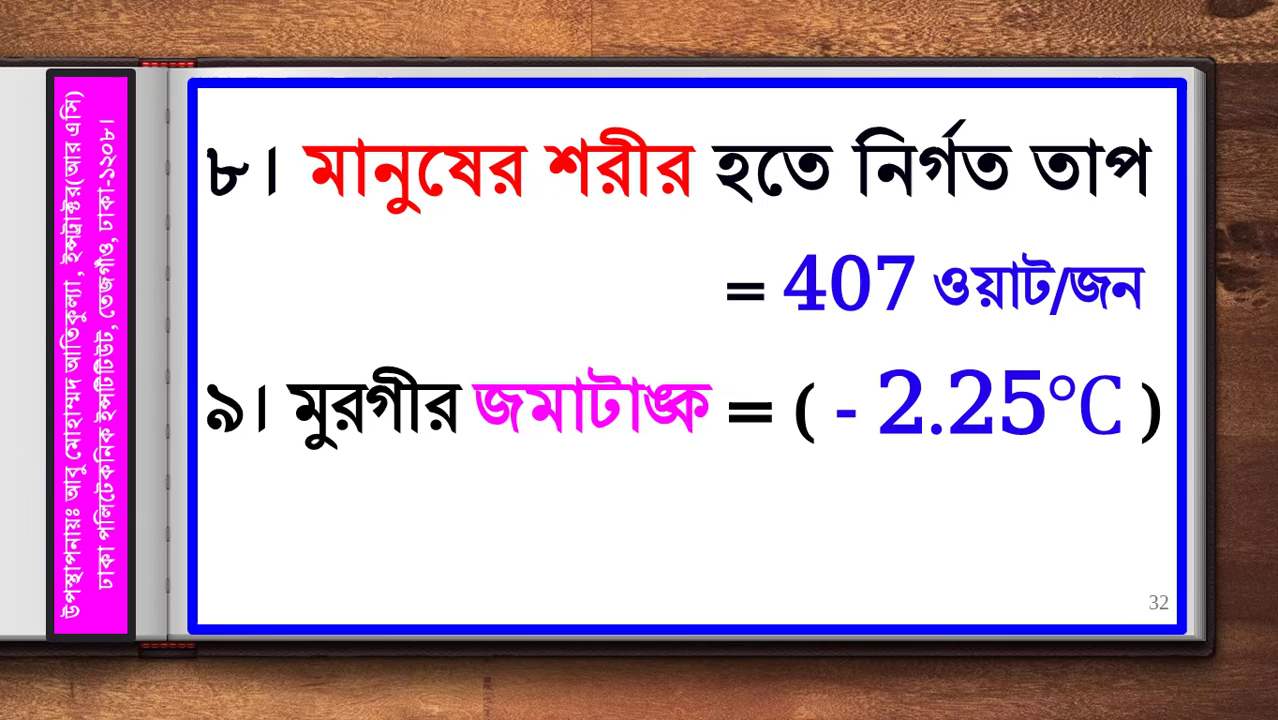 উপস্থাপনায়ঃ আবু মোহাম্মদ আতিকুল্যা, ইন্সট্রাক্টর(আর এসি)
ঢাকা পলিটেকনিক ইন্সটিটিউট, তেজগাঁও, ঢাকা-১২০৮।
৮। মানুষের শরীর হতে নির্গত তাপ
= 407 ওয়াট/জন
৯। মুরগীর জমাটাঙ্ক = ( - 2.25°C )
32